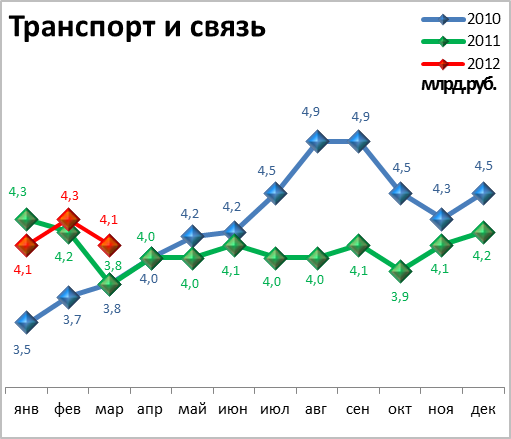 Транспорт и связь
2010
2011
2012
млрд.руб.
4,9 4,9
4,5 4,5 4,5
4,3 4,3 4,3
4,1 4,2 4,2
4,0
4,1 4,2 3,8 4,0 4,0 4,1 4,0 4,0 4,1 3,9 4,1 4,2
3,5 3,7 3,8
янв фев мар апр май июн июл авг сен окт ноя дек